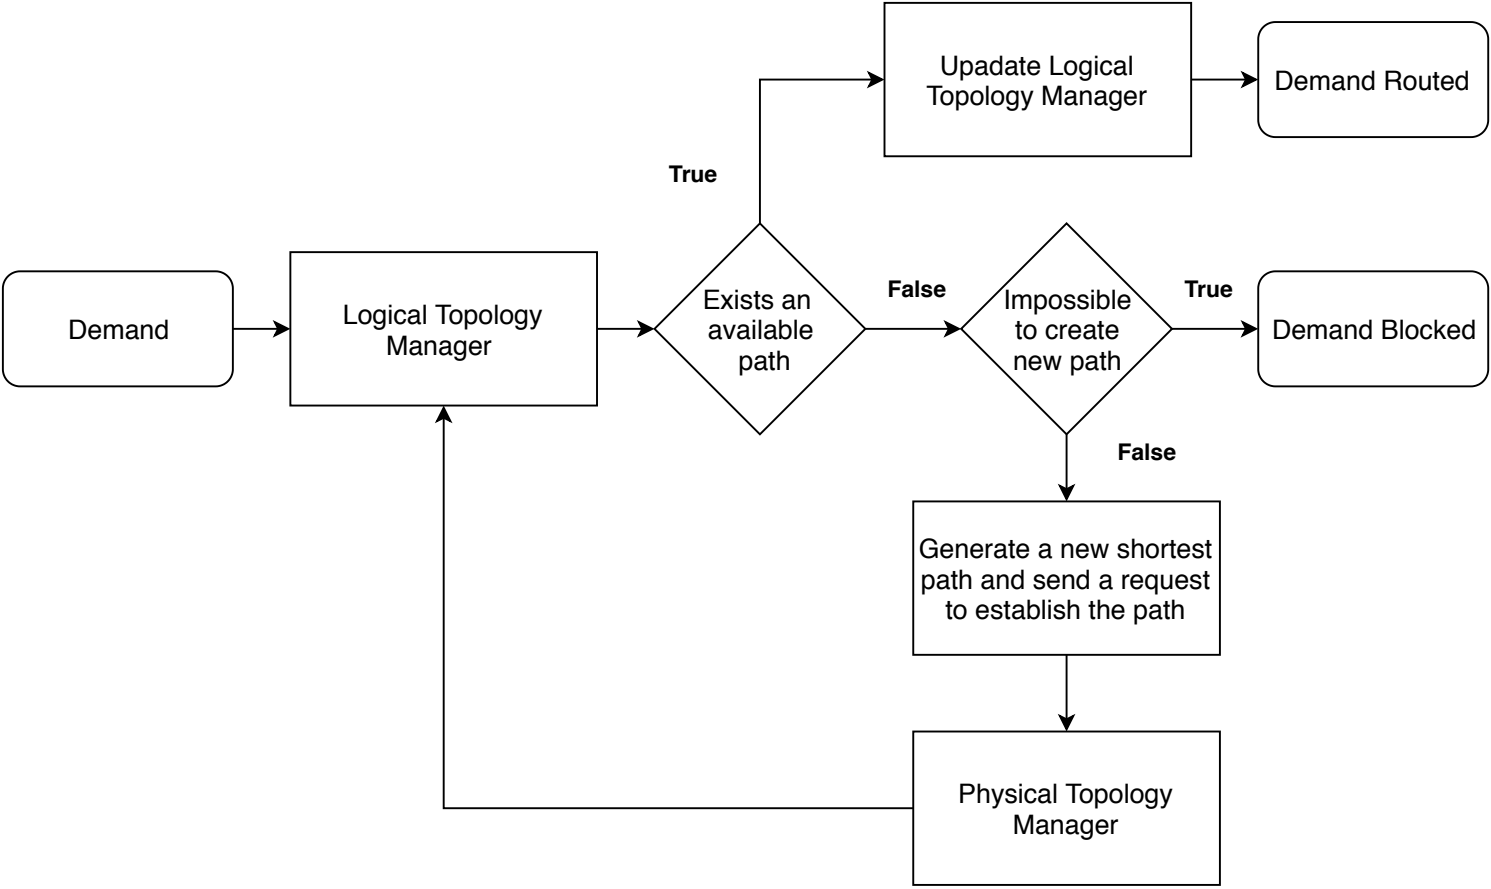 Upadate Logical
Topology Manager
Demand Routed
True
Demand
Logical Topology
Manager
Exists an
available
path
False
Impossible
to create
new path
True
Demand Blocked
False
Generate a new shortest
path and send a request
to establish the path
Physical Topology
Manager